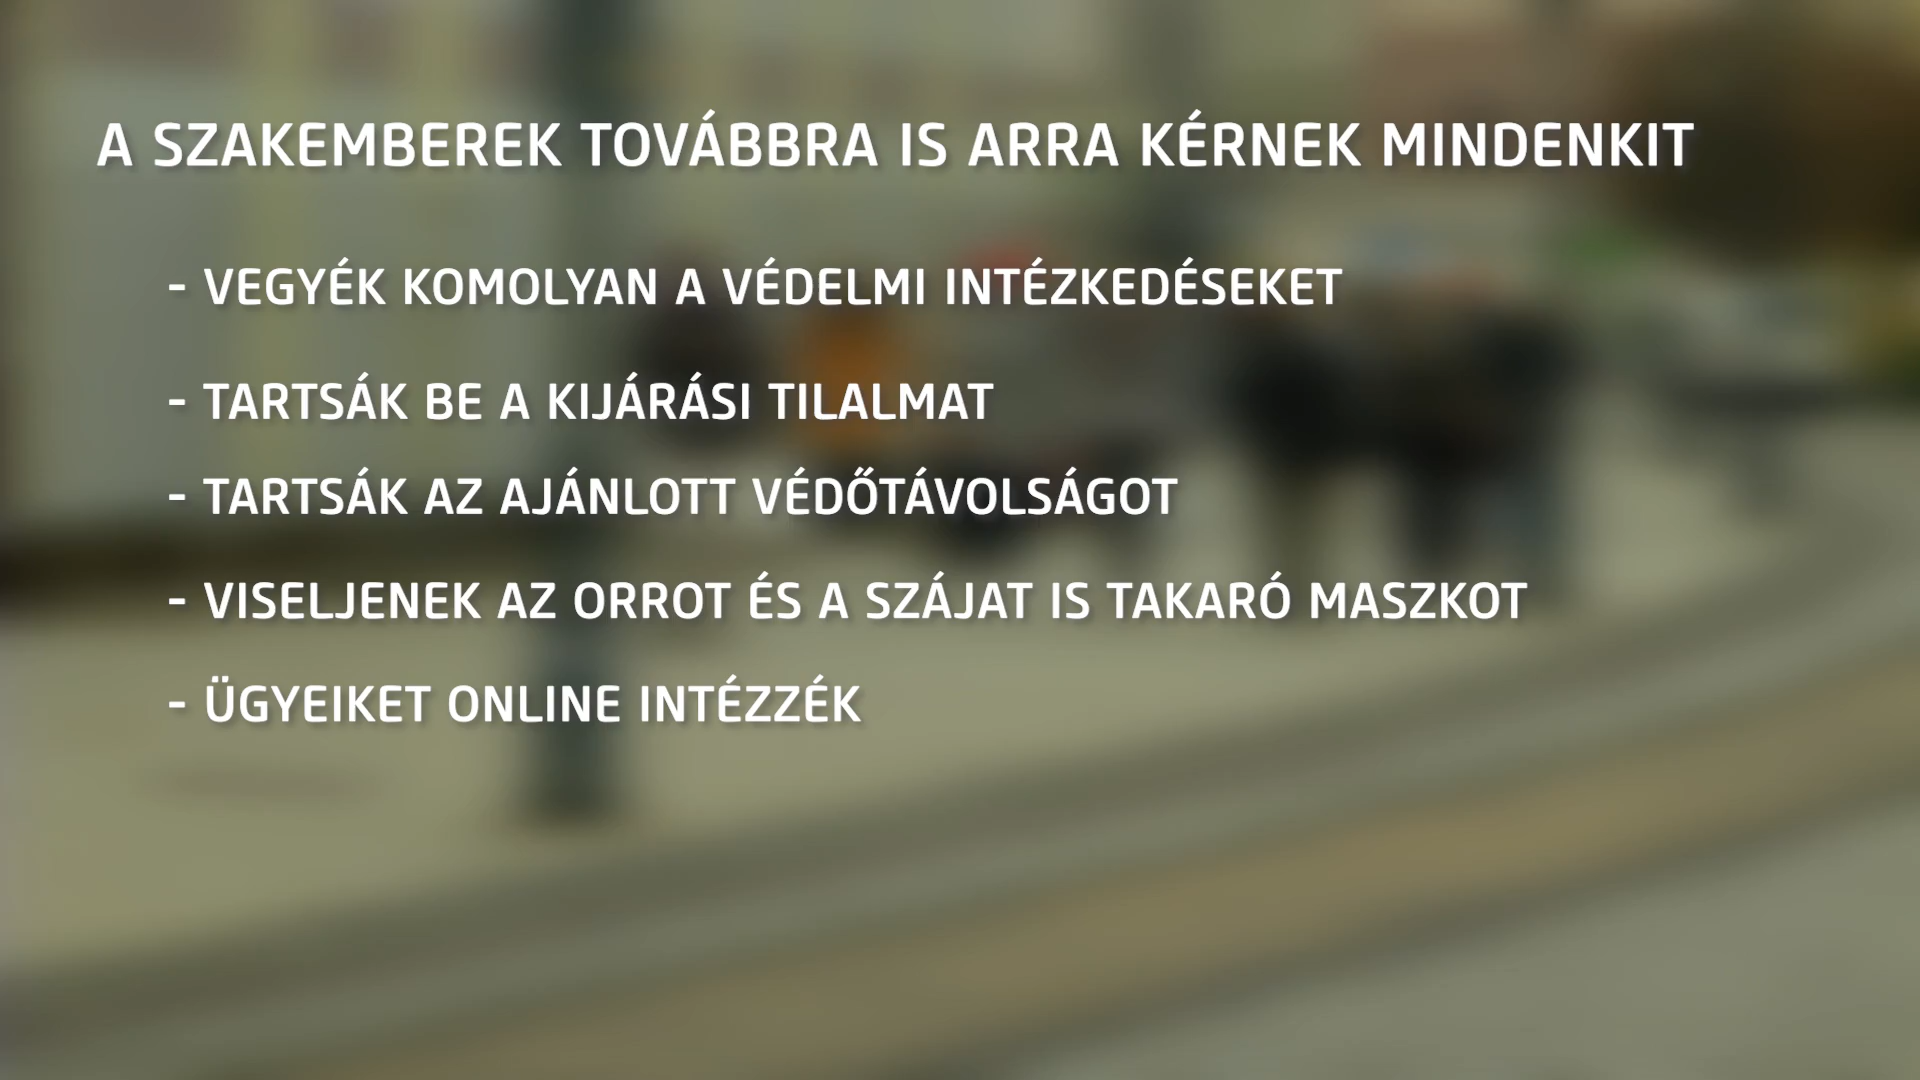 A SZAKEMBEREK TOVÁBBRA IS ARRA KÉRNEK MINDENKIT
- VEGYÉK KOMOLYAN A VÉDELMI INTÉZKEDÉSEKET
- TARTSÁK BE A KIJÁRÁSI TILALMAT
- TARTSÁK AZ AJÁNLOTT VÉDŐTÁVOLSÁGOT
- VISELJENEK AZ ORROT ÉS A SZÁJAT IS TAKARÓ MASZKOT
- ÜGYEIKET ONLINE INTÉZZÉK